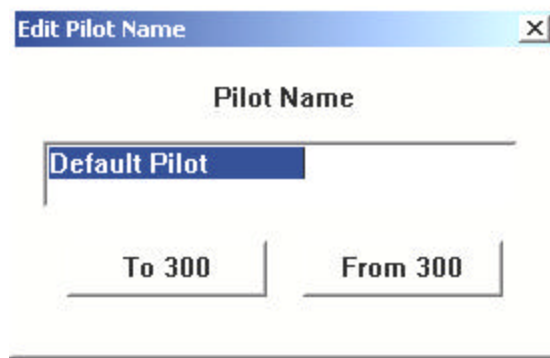 Edit Pilot Name
Pilot Name
Default Pilot
To 300
From 300